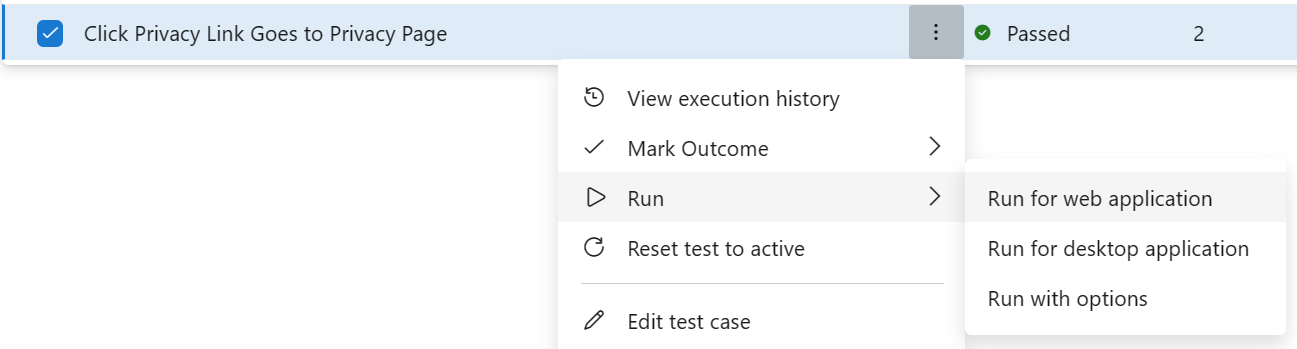 Click Privacy Link Goes to Privacy Page
Passed
2
View execution history
Mark Outcome
Run
Run for web application
Reset test to active
Run for desktop application
Run with options
Edit test case